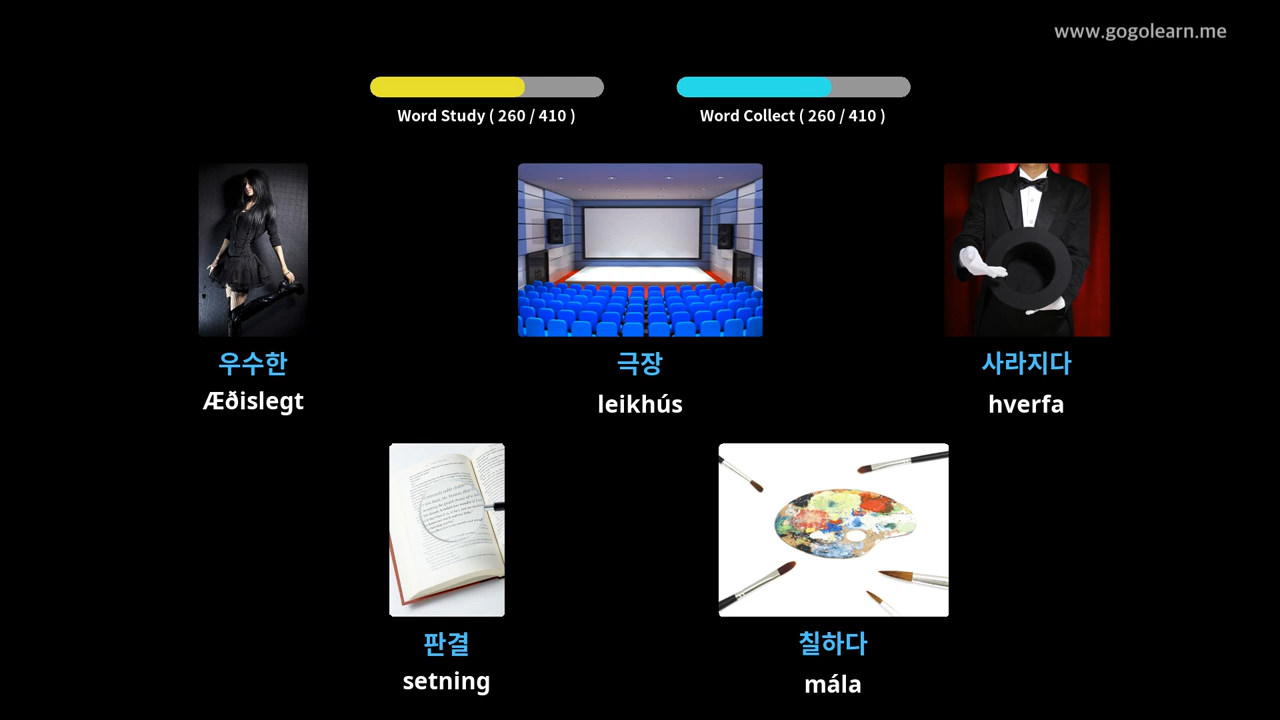 www.gogolearn.me
Word Study ( 260 / 410 )
Word Collect ( 260 / 410 )
우수한
Æðislegt
극장
leikhús
사라지다
hverfa
판결
setning
칠하다
mála